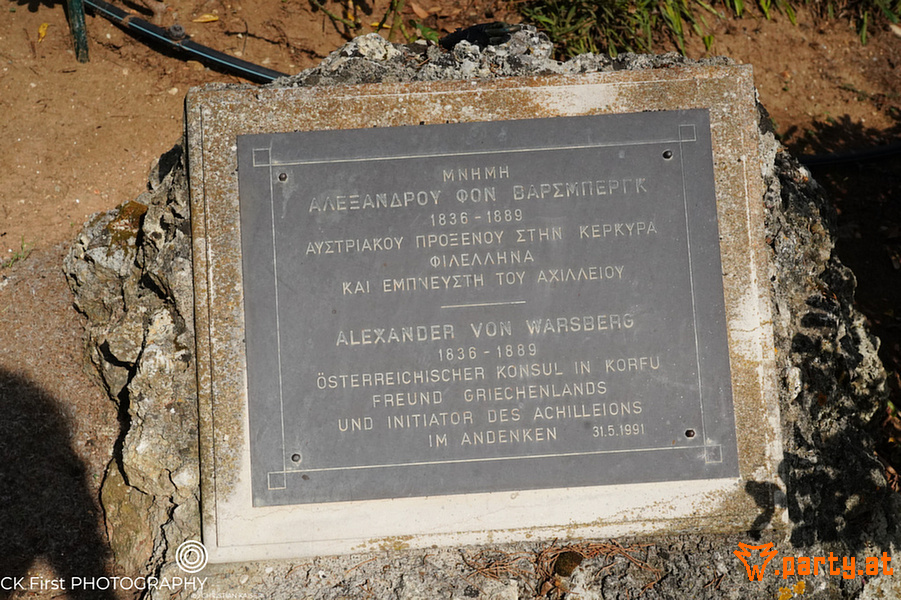 ΜΝΗΜΗ
ΑΛΕΞΑΝΔΡΟΥ ΦΟΝ ΒΑΡΣΜΠΕΡΓΚ
1836-1889
ΑΥΣΤΡΙΑΚΟΥ ΠΡΟΞΕΝΟΥ ΣΤΗΝ ΚΕΡΚΥΡΑ
ΦΙΛΕΛΛΗΝΑ
ΚΑΙ ΕΜΠΝΕΥΣΤΗ ΤΟΥ ΑΧΙΛΛΕΙΟΥ
ALEXANDER VON WARSBERG
1836-1889
ÖSTERREICHISCHER KONSUL IN KORFU
FREUND GRIECHENLANDS
UND INITIATOR DES ACHILLEIONS
IM ANDENKEN 31.5.1991
CK.First PHOTOGRAPHY
w.party.at